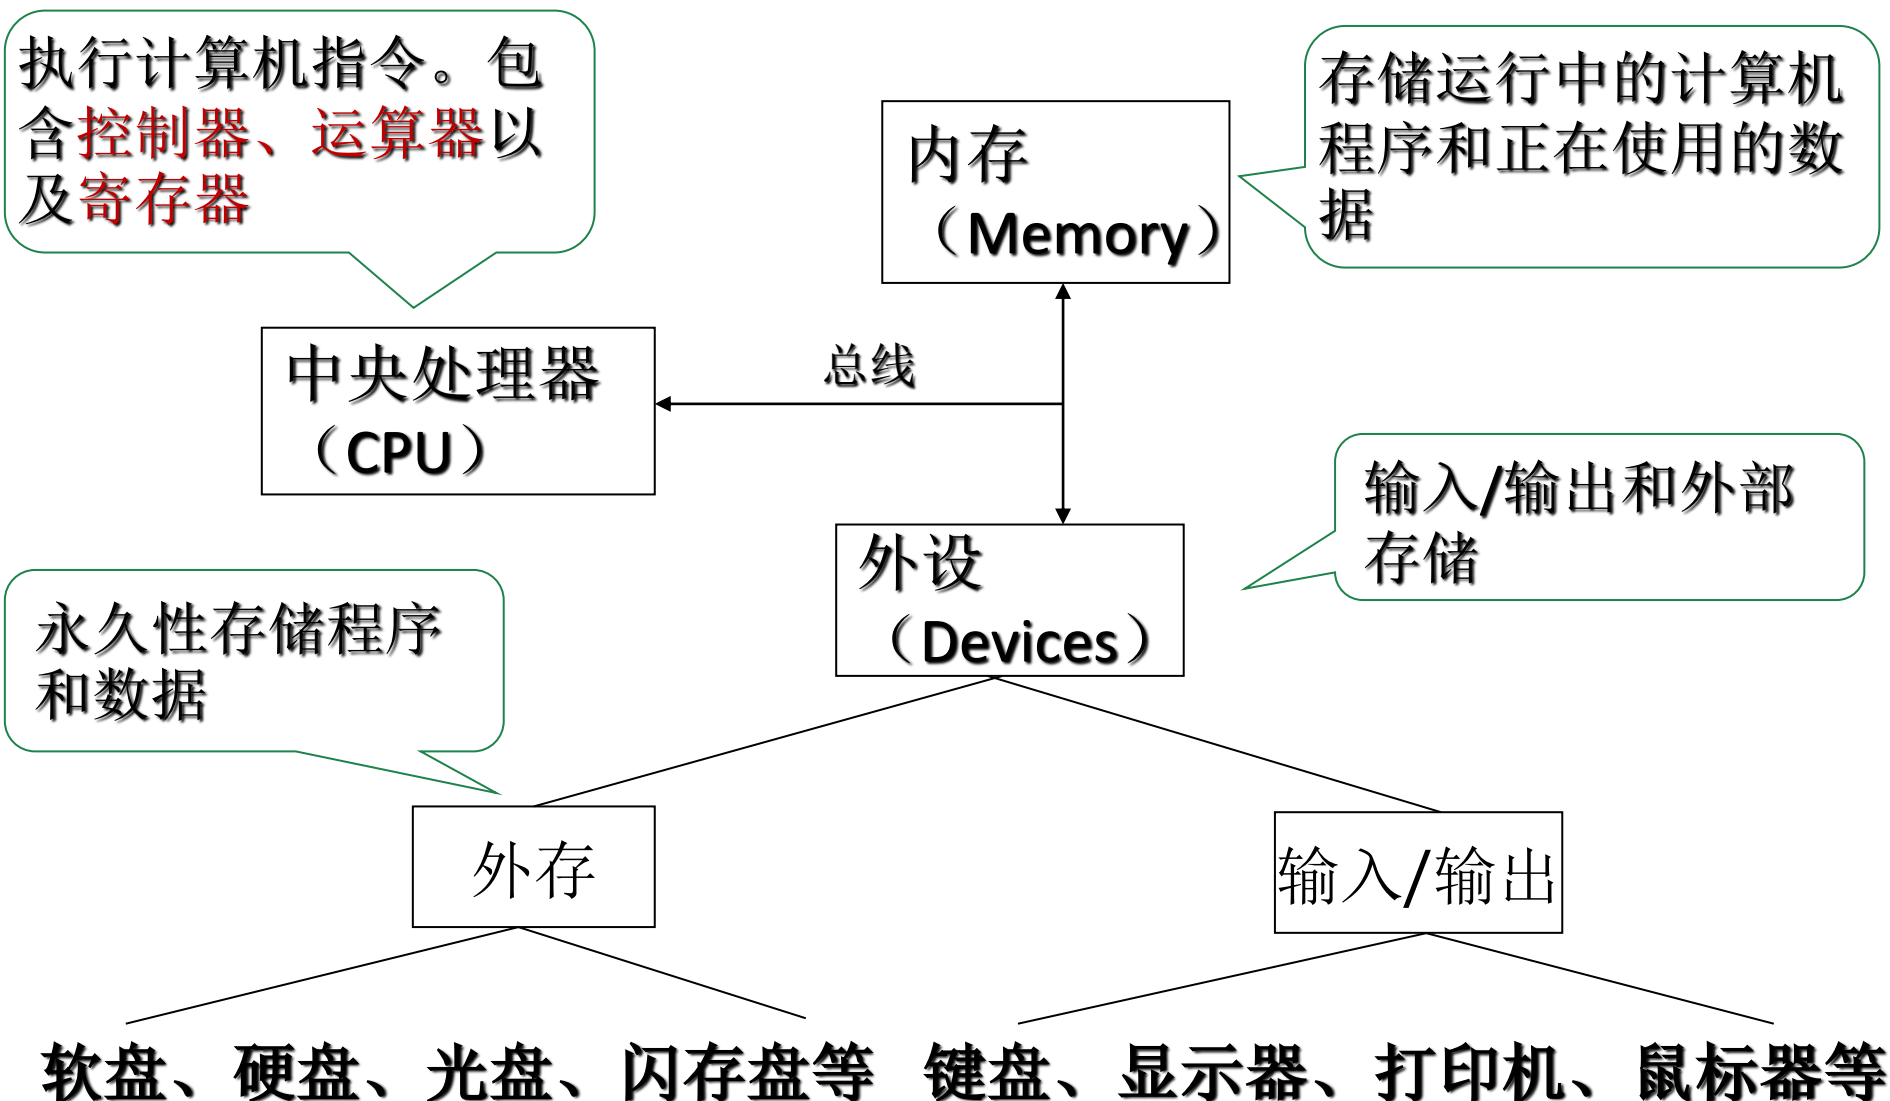 执行计算机指令。包
含控制器、运算器以
及寄存器
内存
（Memory）
存储运行中的计算机
程序和正在使用的数
据
中央处理器
（CPU）
总线
外设
（Devices）
输入/输出和外部
存储
永久性存储程序
和数据
外存
输入/输出
软盘、硬盘、光盘、闪存盘等
键盘、显示器、打印机、鼠标器等